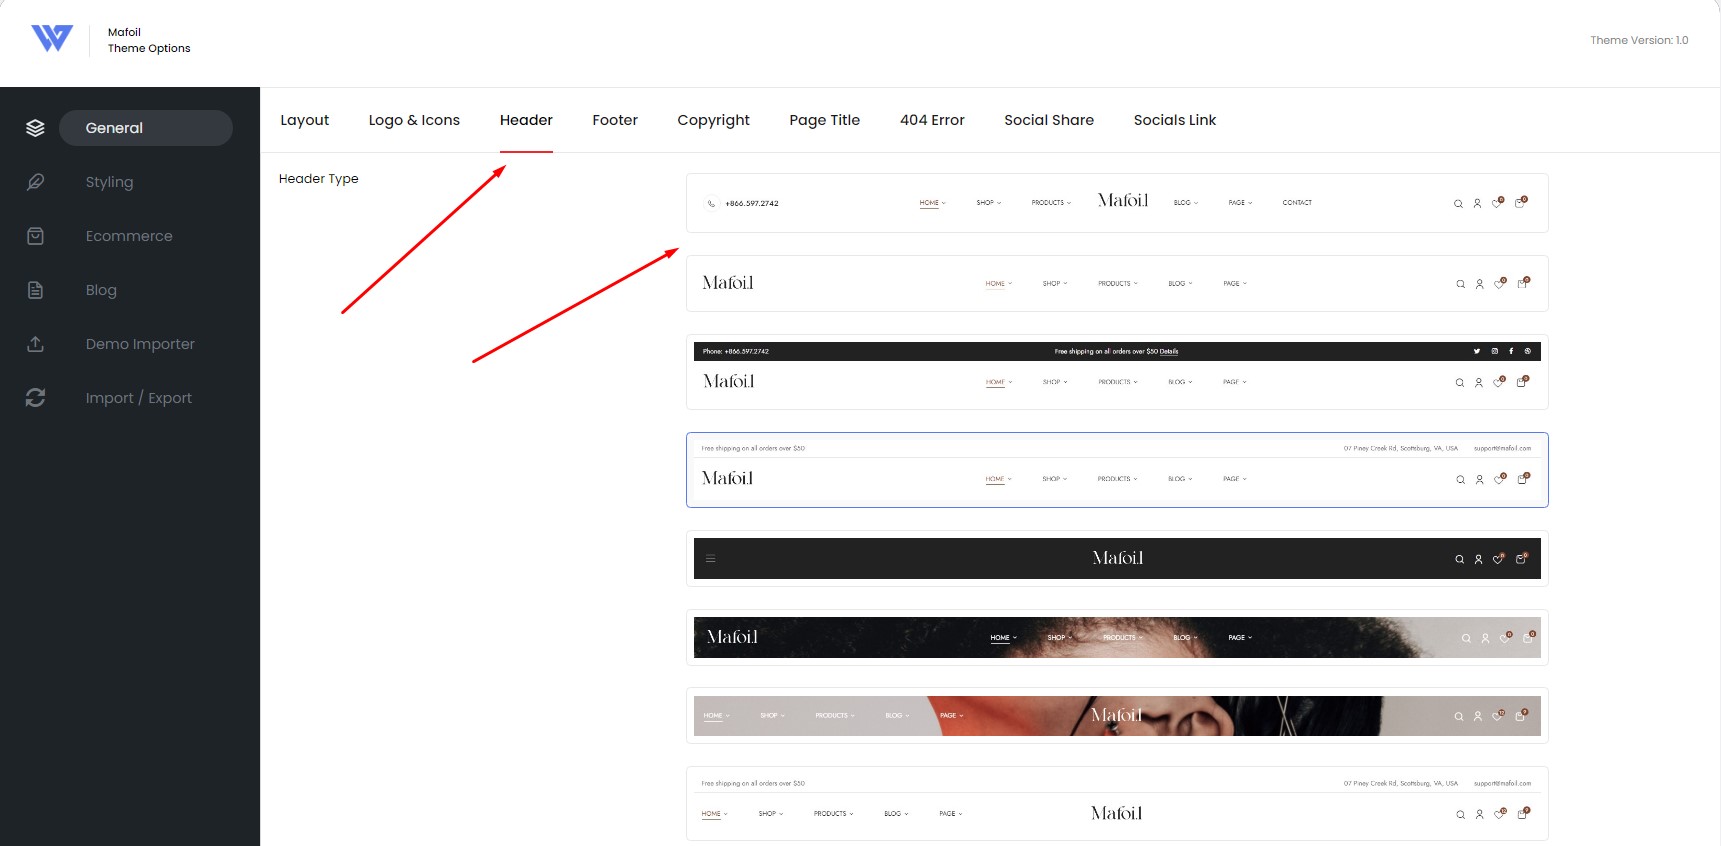 Mafoil
Theme Options
Theme Version: 1.0
General
Styling
Ecommerce
Blog
Demo Importer
Import / Export
Layout Logo & Icons Header Footer Copyright Page Title 404 Error Social Share Socials Link
Header Type
+866.597.2742 HOME SHOP PRODUCTS Mafoil BLOG PAGE CONTACT
Mafoil HOME SHOP PRODUCTS BLOG PAGE
Phone: +866.597.2742 Free shipping on all orders over $50 Details
Mafoil HOME SHOP PRODUCTS BLOG PAGE
Free shipping on all orders over $50 07 Piney Creek Rd, Scottsburg, VA, USA support@mafoil.com
Mafoil HOME SHOP PRODUCTS BLOG PAGE
Mafoil
Mafoil HOME SHOP PRODUCTS BLOG PAGE
HOME SHOP PRODUCTS BLOG PAGE Mafoil
Free shipping on all orders over $50 07 Piney Creek Rd, Scottsburg, VA, USA support@mafoil.com
HOME SHOP PRODUCTS BLOG PAGE Mafoil